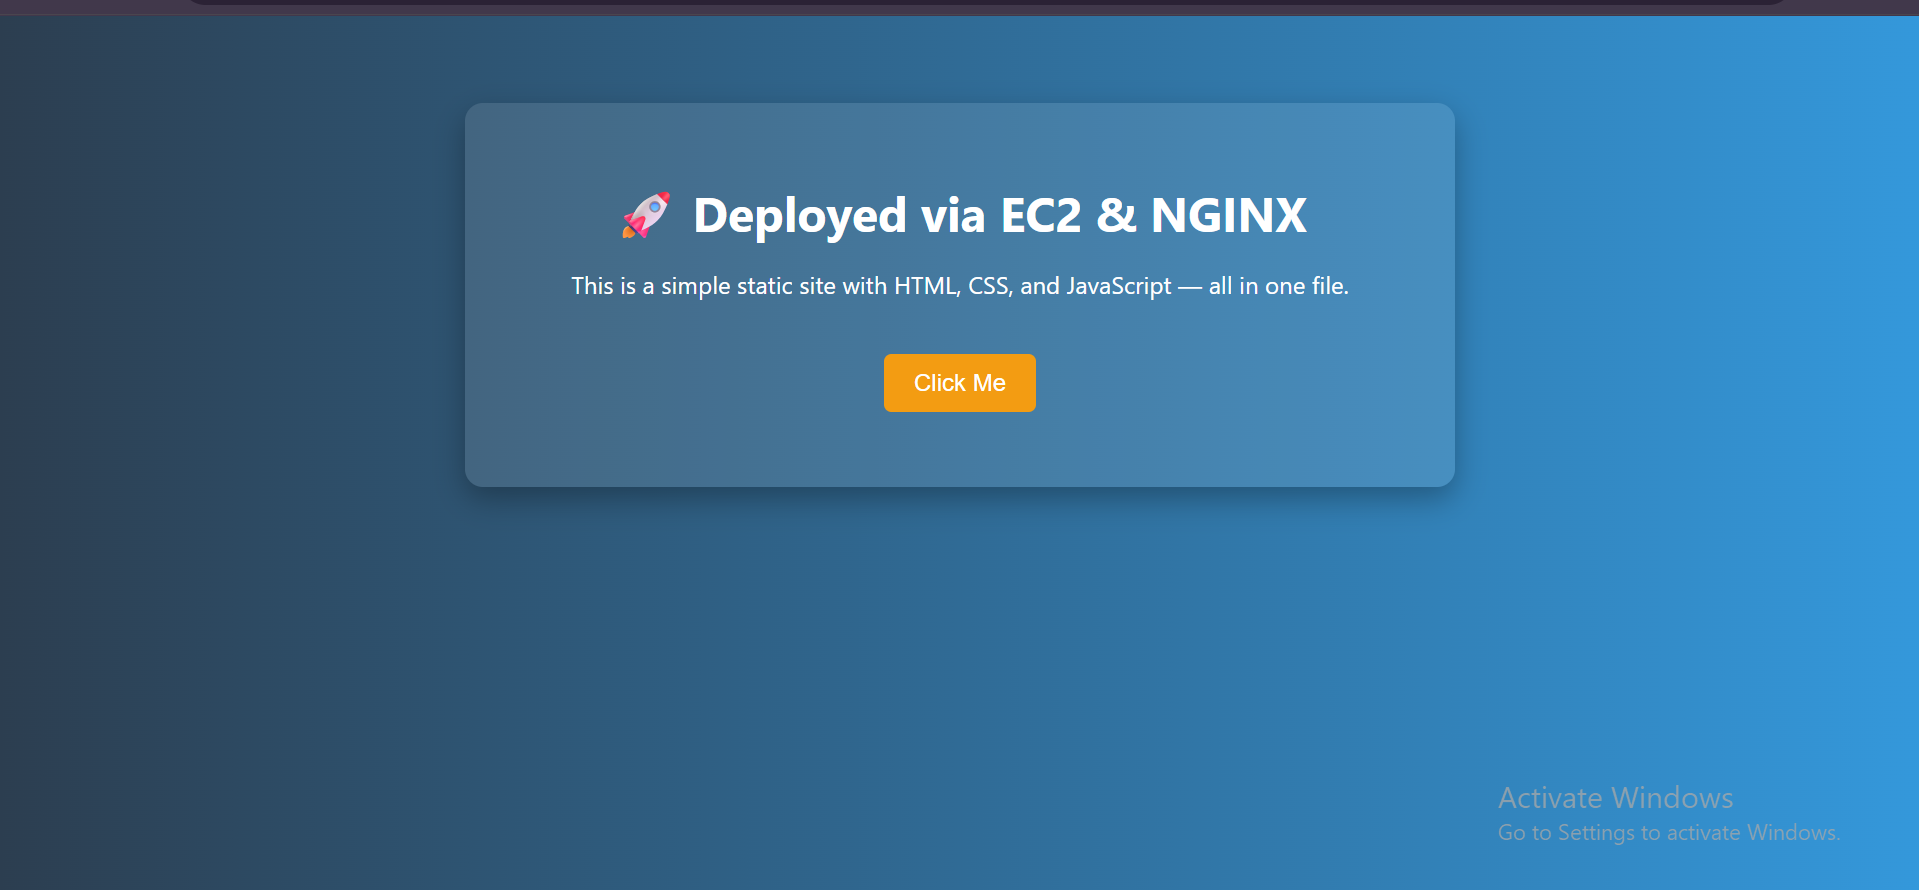 🚀 Deployed via EC2 & NGINX
This is a simple static site with HTML, CSS, and JavaScript — all in one file.
Click Me
Activate Windows
Go to Settings to activate Windows.